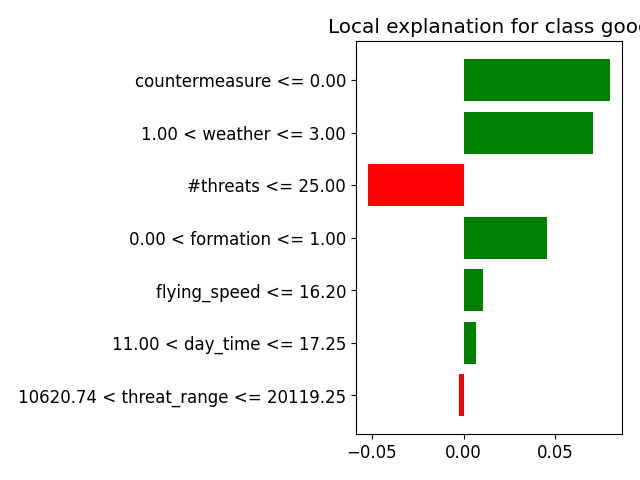 Local explanation for class good
countermeasure <= 0.00
1.00 < weather <= 3.00
#threats <= 25.00
0.00 < formation <= 1.00
flying_speed <= 16.20
11.00 < day_time <= 17.25
10620.74 < threat_range <= 20119.25
−0.05 0.00 0.05